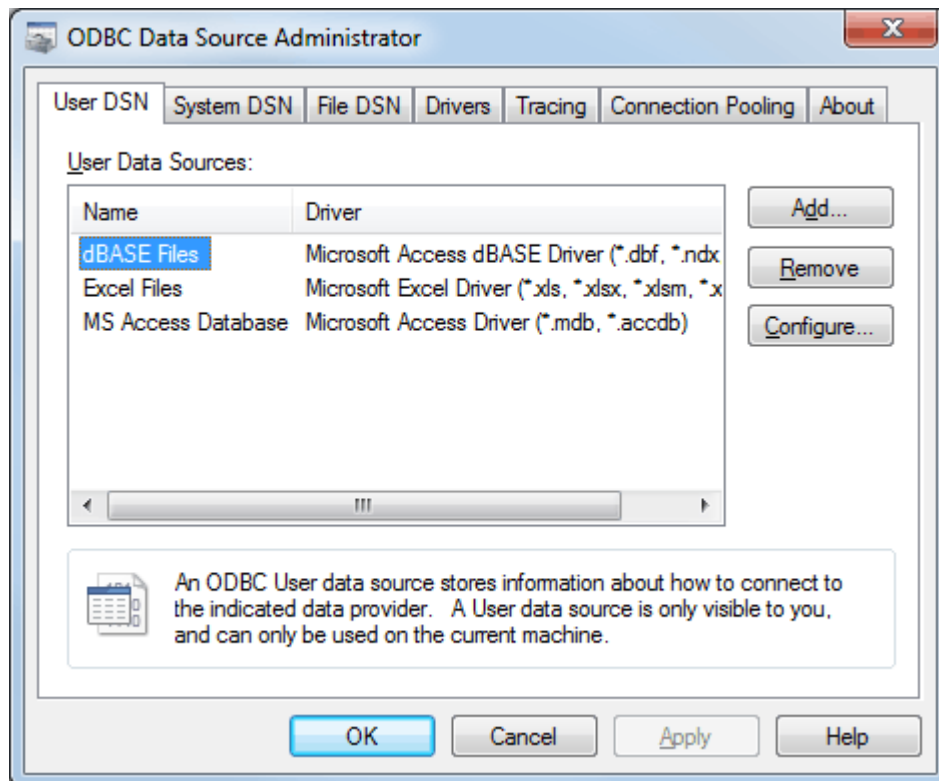 ODBC Data Source Administrator
User DSN System DSN File DSN Drivers Tracing Connection Pooling About
User Data Sources:
Name Driver
dBASE Files Microsoft Access dBASE Driver (*.dbf, *.ndx
Excel Files Microsoft Excel Driver (*.xls, *.xlsx, *.xlsm, *.x
MS Access Database Microsoft Access Driver (*.mdb, *.accdb)
Add...
Remove
Configure...
An ODBC User data source stores information about how to connect to
the indicated data provider. A User data source is only visible to you,
and can only be used on the current machine.
OK Cancel Apply Help